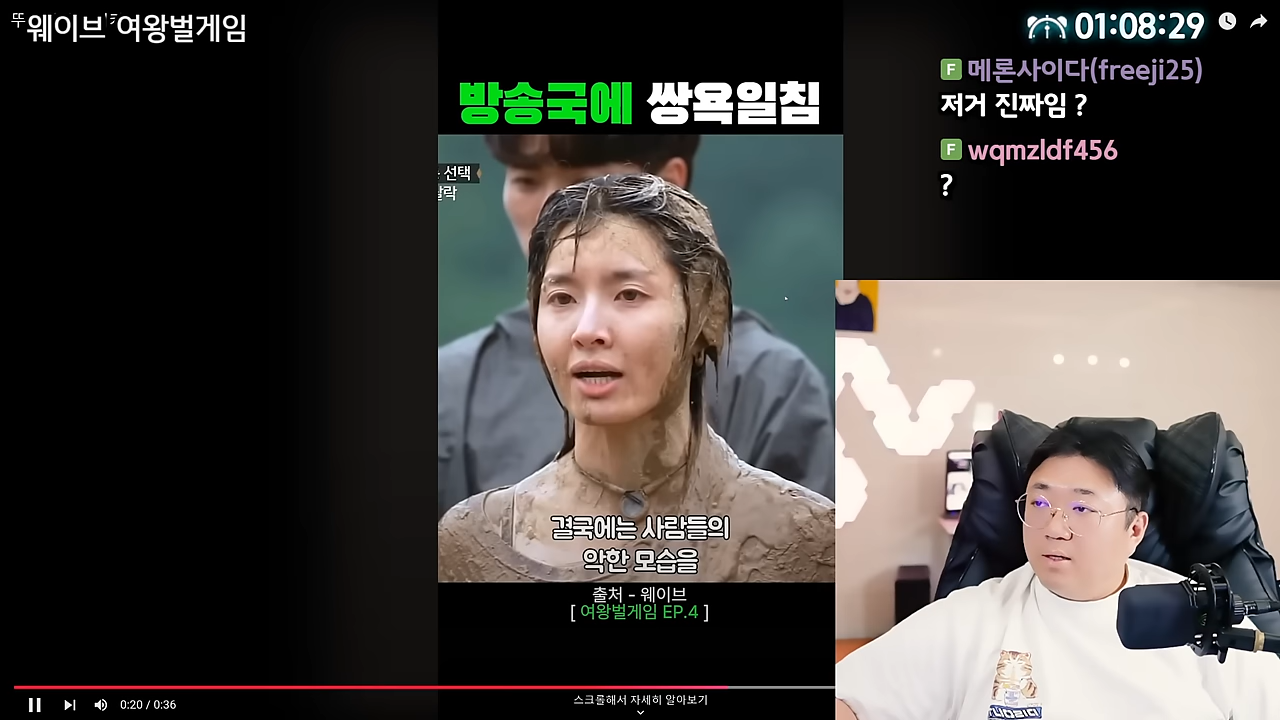 웨이브 여왕벌게임
01:08:29
방송국에 쌍욕일침
F 메론사이다(freeji25)
저거 진짜임 ?
F wqmzldf456
?
선택
결국에는 사람들의
악한 모습을
출처 - 웨이브
[ 여왕벌게임 EP.4 ]
0:20 / 0:36
스크롤해서 자세히 알아보기